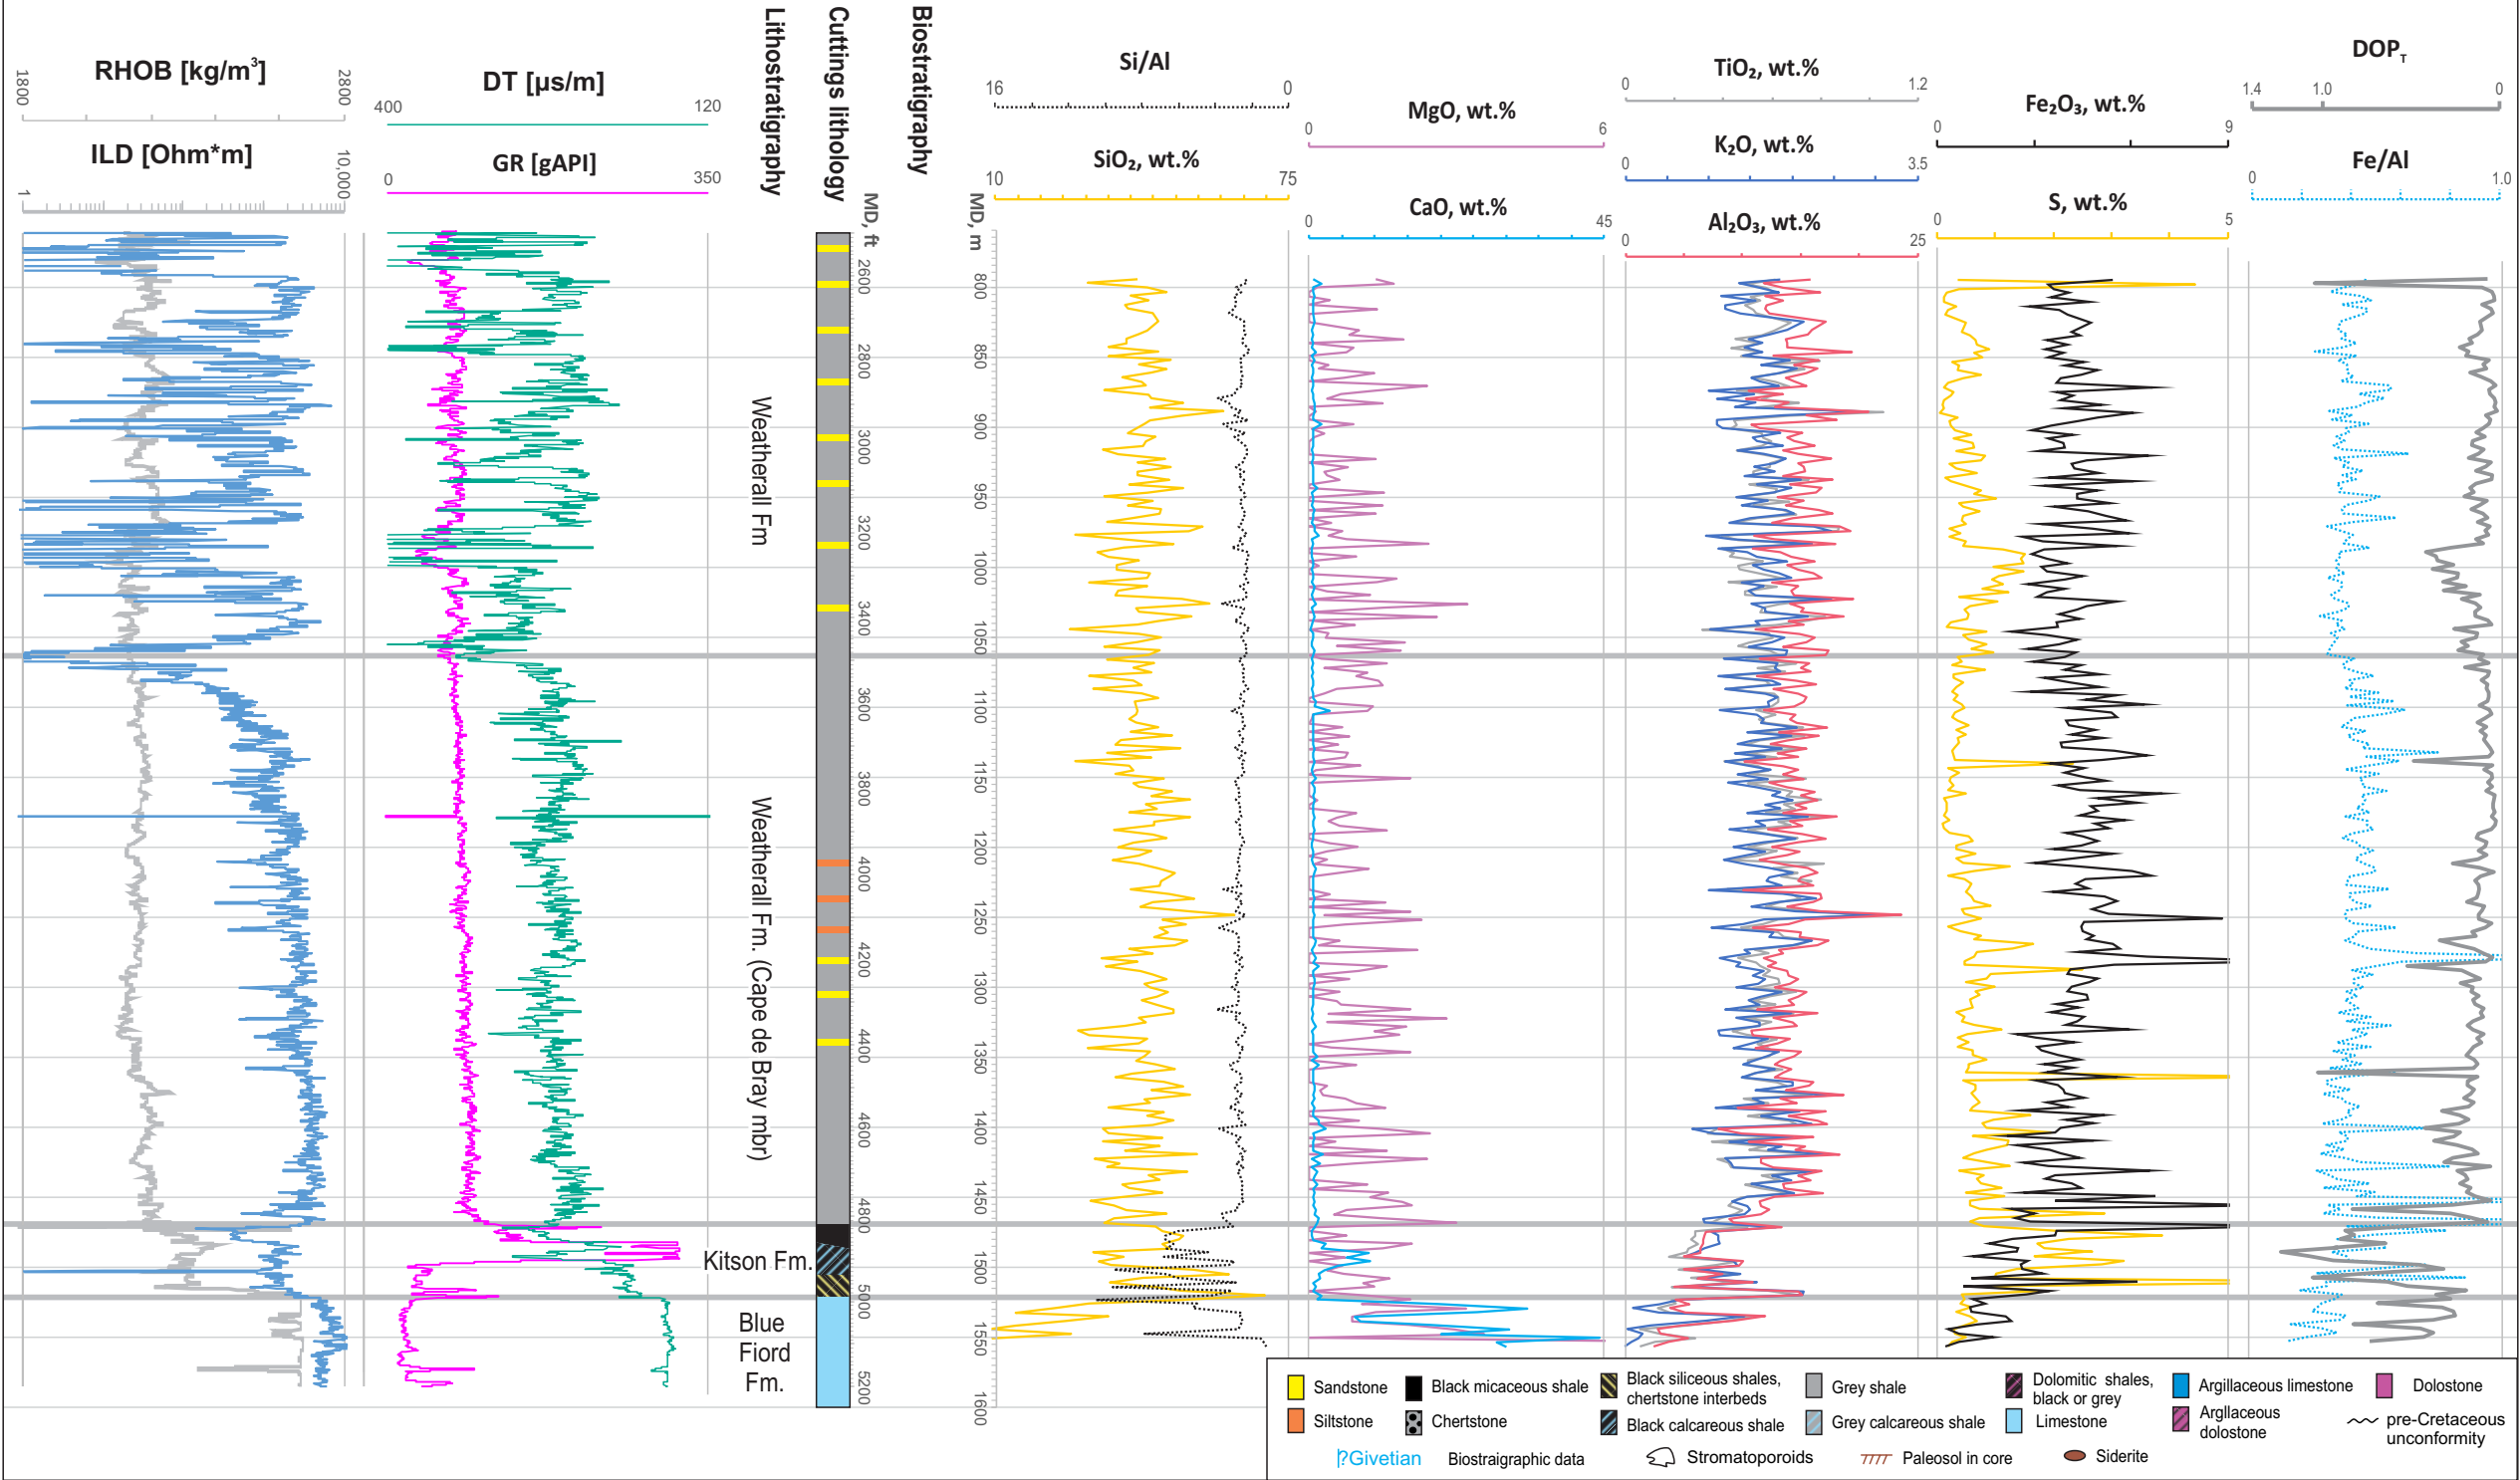 RHOB [kg/m³]
1800
2800
ILD [Ohm*m]
1
10,000
DT [µs/m]
400
120
GR [gAPI]
0
350
Lithostratigraphy
Cuttings lithology
Biostratigraphy
MD, ft
MD, m
Si/Al
16
0
SiO₂, wt.%
10
75
MgO, wt.%
0
6
CaO, wt.%
0
45
TiO₂, wt.%
0
1.2
K₂O, wt.%
0
3.5
Al₂O₃, wt.%
0
25
Fe₂O₃, wt.%
0
9
S, wt.%
0
5
DOPT
1.4
1.0
0
Fe/Al
0
1.0
2600
2800
3000
3200
3400
3600
3800
4000
4200
4400
4600
4800
5000
5200
800
850
900
950
1000
1050
1100
1150
1200
1250
1300
1350
1400
1450
1500
1550
1600
Weatherall Fm
Weatherall Fm. (Cape de Bray mbr)
Kitson Fm.
Blue
Fiord
Fm.
Sandstone
Siltstone
Black micaceous shale
Chertstone
Black siliceous shales,
chertstone interbeds
Black calcareous shale
Grey shale
Grey calcareous shale
Dolomitic shales,
black or grey
Limestone
Argillaceous limestone
Argllaceous
dolostone
Dolostone
pre-Cretaceous
unconformity
?Givetian
Biostraigraphic data
Stromatoporoids
Paleosol in core
Siderite